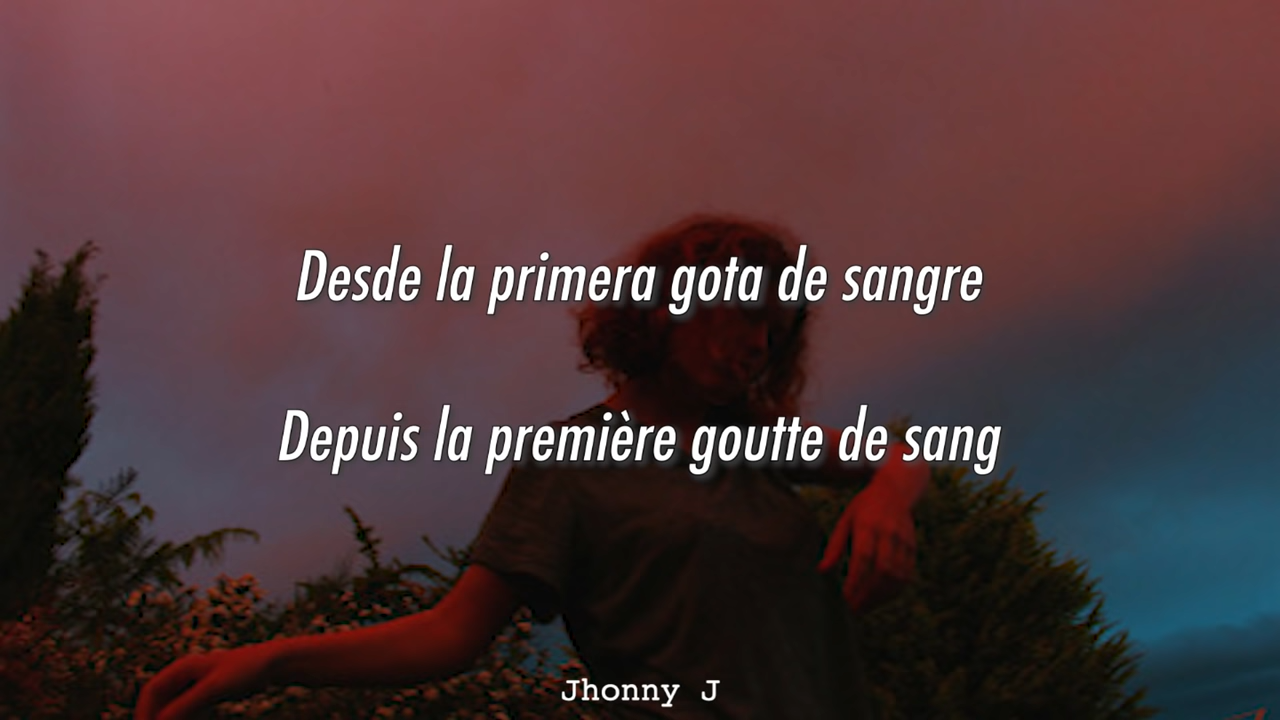 Desde la primera gota de sangre
Depuis la première goutte de sang
Jhonny J